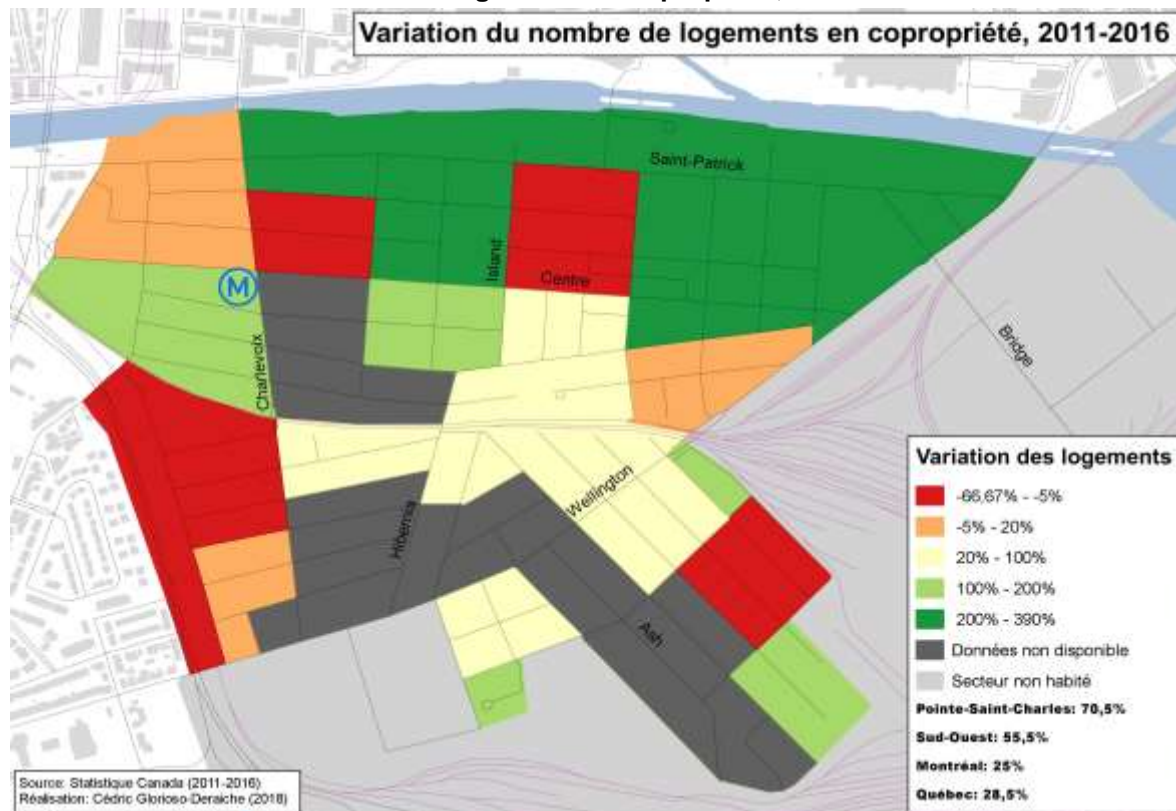 Variation du nombre de logements en copropriété, 2011-2016
Saint-Patrick
Island
Centre
M
Charlevoix
Bridge
Wellington
Hibernia
Ash
Variation des logements
-66,67% - -5%
-5% - 20%
20% - 100%
100% - 200%
200% - 390%
Données non disponible
Secteur non habité
Pointe-Saint-Charles: 70,5%
Sud-Ouest: 55,5%
Montréal: 25%
Québec: 28,5%
Source: Statistique Canada (2011-2016)
Réalisation: Cédric Glorioso-Deraiche (2018)